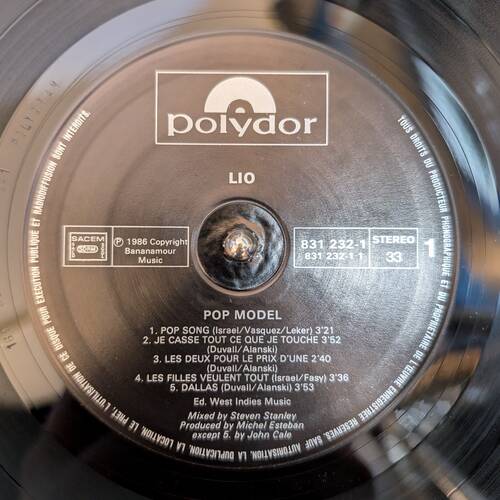 polydor
LIO
SACEM
SACD SDRM SGDL
℗ 1986 Copyright
Bananamour
Music
831 232-1
831 232-1 1
STEREO
33
1
POP MODEL
1. POP SONG (Israel/Vasquez/Leker) 3'21
2. JE CASSE TOUT CE QUE JE TOUCHE 3'52
(Duvall/Alanski)
3. LES DEUX POUR LE PRIX D'UNE 2'40
(Duvall/Alanski)
4. LES FILLES VEULENT TOUT (Israel/Fasy) 3'36
5. DALLAS (Duvall/Alanski) 3'53
Ed. West Indies Music
Mixed by Steven Stanley
Produced by Michel Esteban
except 5. by John Cale
TOUS DROITS DU PRODUCTEUR PHONOGRAPHIQUE ET DU PROPRIETAIRE DE L'ŒUVRE ENREGISTREE RESERVES. SAUF AUTORISATION, LA DUPLICATION, LA LOCATION, LE PRET, L'UTILISATION DE CE DISQUE POUR EXECUTION PUBLIQUE ET RADIODIFFUSION SONT INTERDITS.